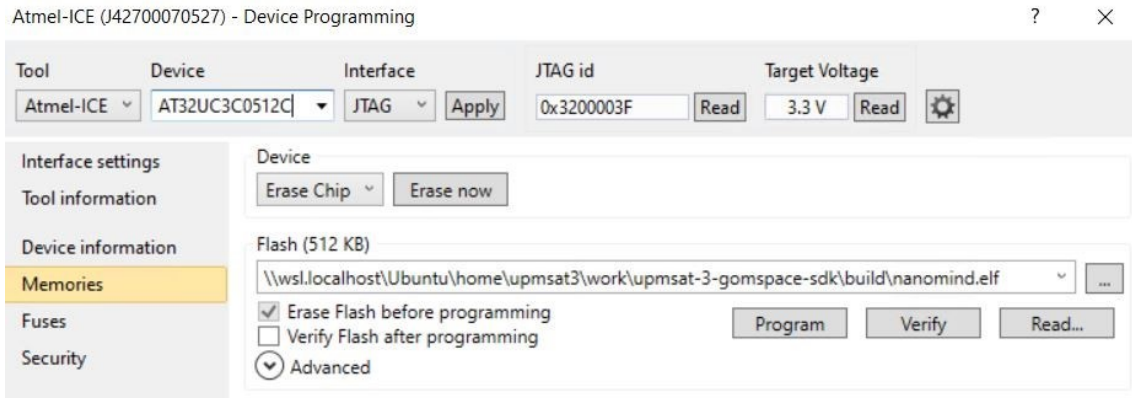 Atmel-ICE (J42700070527) - Device Programming ?
Tool Device Interface JTAG id Target Voltage
Atmel-ICE AT32UC3C0512C JTAG Apply 0x3200003F Read 3.3 V Read
Interface settings
Tool information
Device information
Memories
Fuses
Security
Device
Erase Chip Erase now
Flash (512 KB)
\\wsl.localhost\Ubuntu\home\upmsat3\work\upmsat-3-gomspace-sdk\build\nanomind.elf ...
Erase Flash before programming
Verify Flash after programming
Program Verify Read...
Advanced